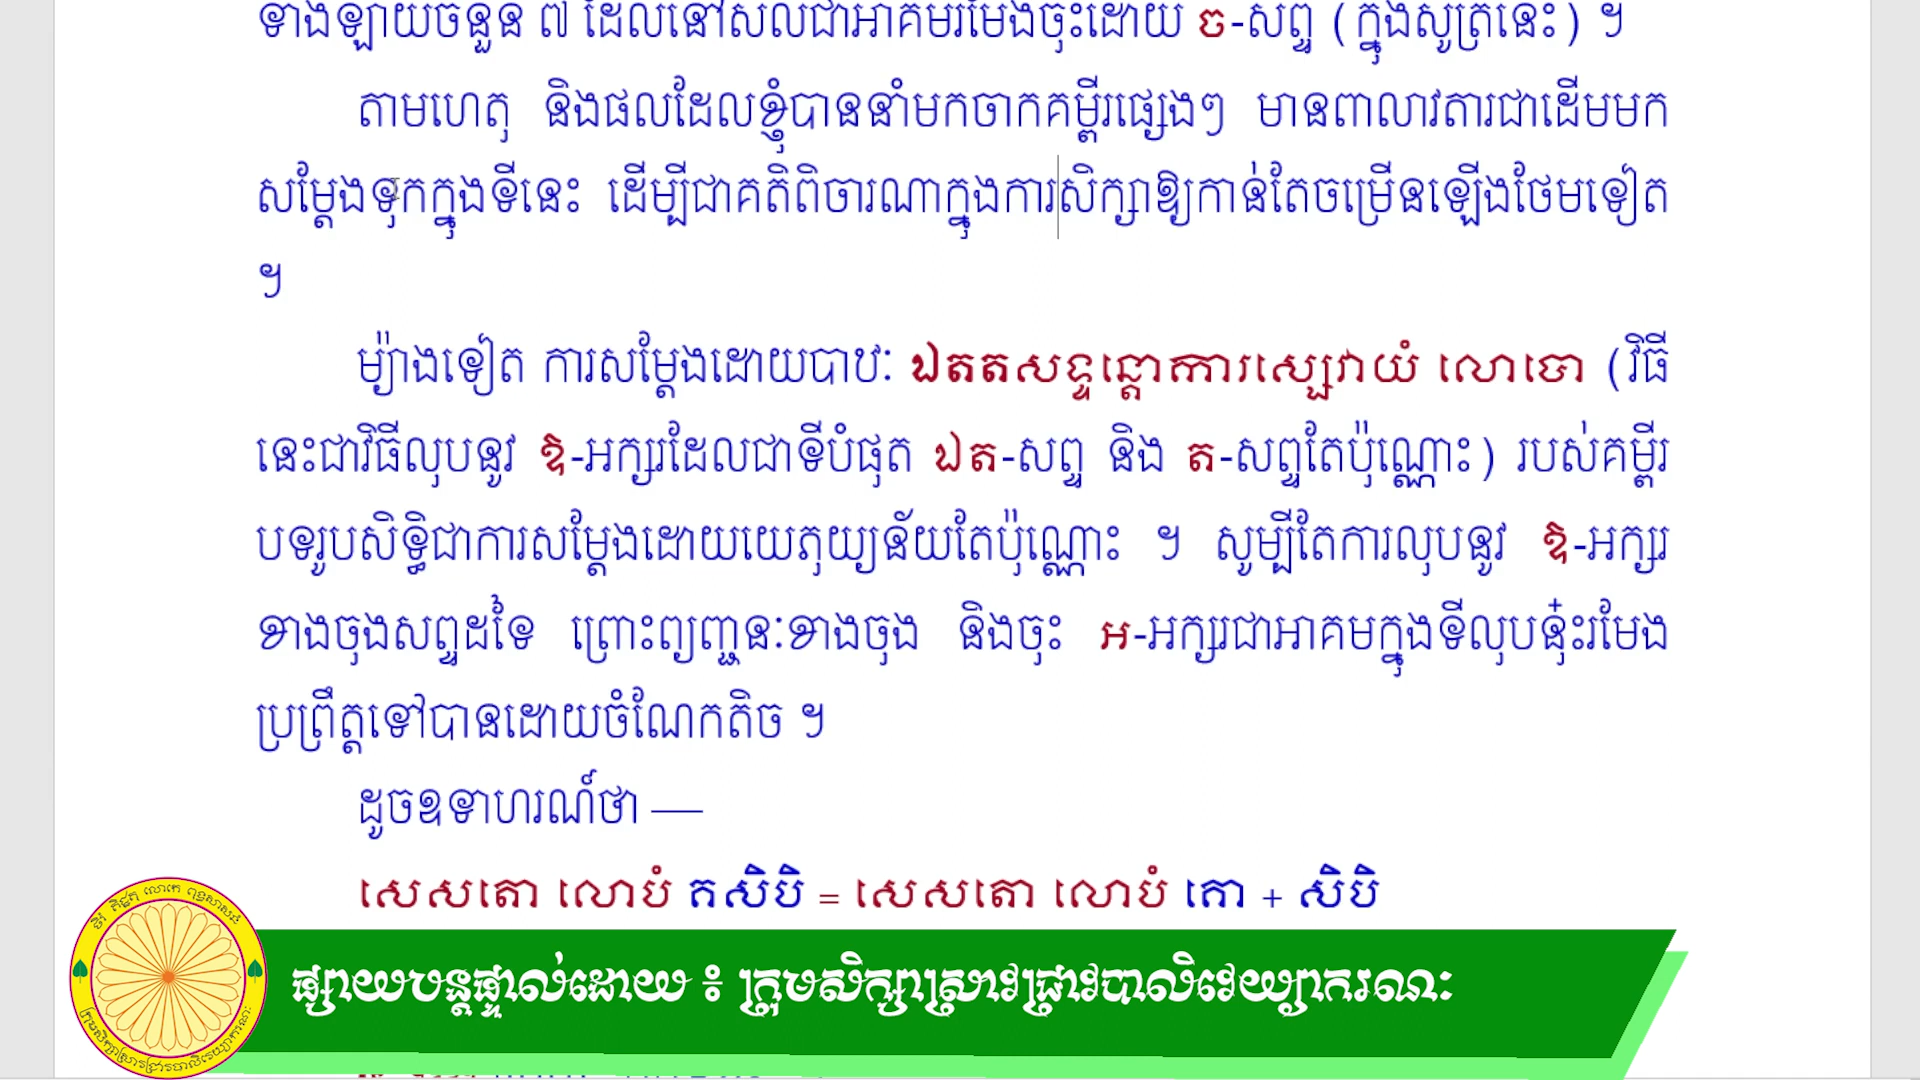 ទាំងឡាយចំនួន ៧ ដែលនៅសល់ជាអាគមរមែងចុះដោយ ច-សព្ទ (ក្នុងសូត្រនេះ) ។
តាមហេតុ និងផលដែលខ្ញុំបាននាំមកចាកគម្ពីរផ្សេងៗ មានពាលាវតារជាដើមមក
សម្ដែងទុកក្នុងទីនេះ ដើម្បីជាគតិពិចារណាក្នុងការសិក្សាឱ្យកាន់តែចម្រើនឡើងថែមទៀត
។
ម្យ៉ាងទៀត ការសម្ដែងដោយបាឋៈ ឯតតសទ្ទន្តោការស្សេវាយំ លោបោ (វិធី
នេះជាវិធីលុបនូវ ឱ-អក្សរដែលជាទីបំផុត ឯត-សព្ទ និង ត-សព្ទតែប៉ុណ្ណោះ) របស់គម្ពីរ
បទរូបសិទ្ធិជាការសម្ដែងដោយយេភុយ្យន័យតែប៉ុណ្ណោះ ។ សូម្បីតែការលុបនូវ ឱ-អក្សរ
ខាងចុងសព្ទដទៃ ព្រោះព្យញ្ជនៈខាងចុង និងចុះ អ-អក្សរជាអាគមក្នុងទីលុបនុ៎ះរមែង
ប្រព្រឹត្តទៅបានដោយចំណែកតិច ។
ដូចឧទាហរណ៍ថា —
សេសតោ លោបំ គសិបិ = សេសតោ លោបំ គោ + សិបិ
ផ្សាយបន្តផ្ទាល់ដោយ ៖ ក្រុមសិក្សាស្រាវជ្រាវបាលិវេយ្យាករណៈ